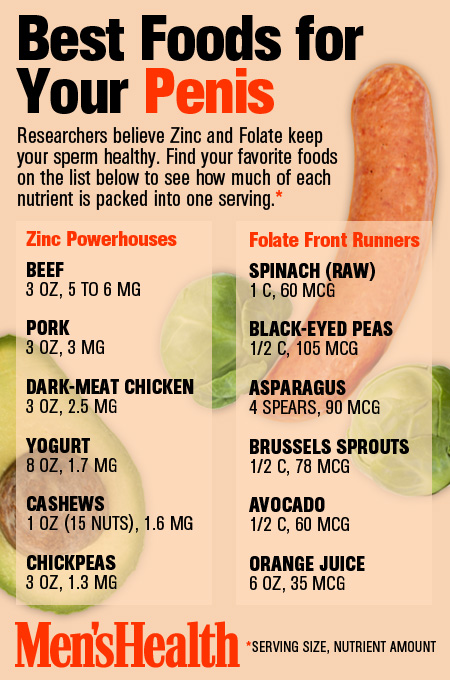 Best Foods for
Your Penis
Researchers believe Zinc and Folate keep
your sperm healthy. Find your favorite foods
on the list below to see how much of each
nutrient is packed into one serving.*
Zinc Powerhouses
BEEF
3 OZ, 5 TO 6 MG
PORK
3 OZ, 3 MG
DARK-MEAT CHICKEN
3 OZ, 2.5 MG
YOGURT
8 OZ, 1.7 MG
CASHEWS
1 OZ (15 NUTS), 1.6 MG
CHICKPEAS
3 OZ, 1.3 MG
Folate Front Runners
SPINACH (RAW)
1 C, 60 MCG
BLACK-EYED PEAS
1/2 C, 105 MCG
ASPARAGUS
4 SPEARS, 90 MCG
BRUSSELS SPROUTS
1/2 C, 78 MCG
AVOCADO
1/2 C, 60 MCG
ORANGE JUICE
6 OZ, 35 MCG
Men'sHealth
*SERVING SIZE, NUTRIENT AMOUNT